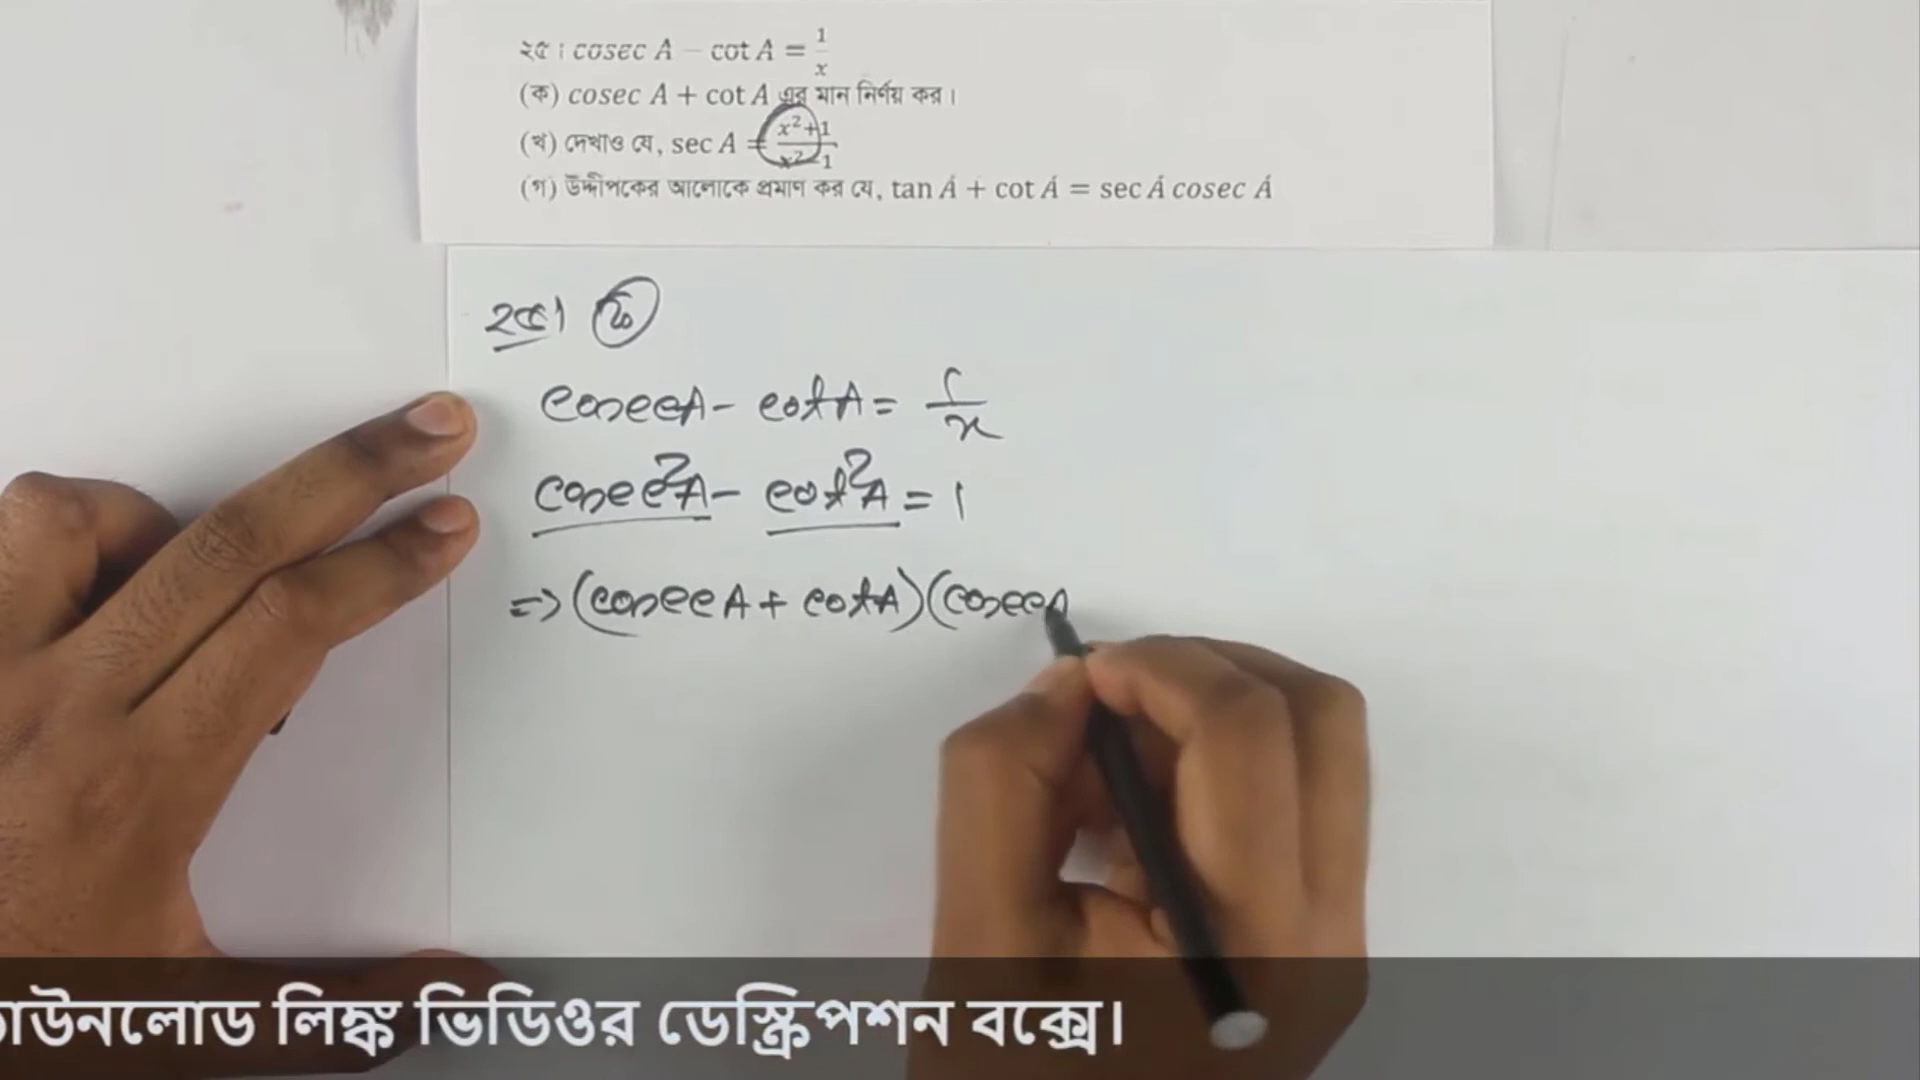 ২৫। cosec A − cot A = 1/x
(ক) cosec A + cot A এর মান নির্ণয় কর।
(খ) দেখাও যে, sec A = x²+1/x²−1
(গ) উদ্দীপকের আলোকে প্রমাণ কর যে, tan Á + cot Á = sec Á cosec Á
২৫। ক
cosecA − cotA = 1/x
cosec²A − cot²A = 1
⇒ (cosecA + cotA)(cosecA
ডাউনলোড লিঙ্ক ভিডিওর ডেস্ক্রিপশন বক্সে।